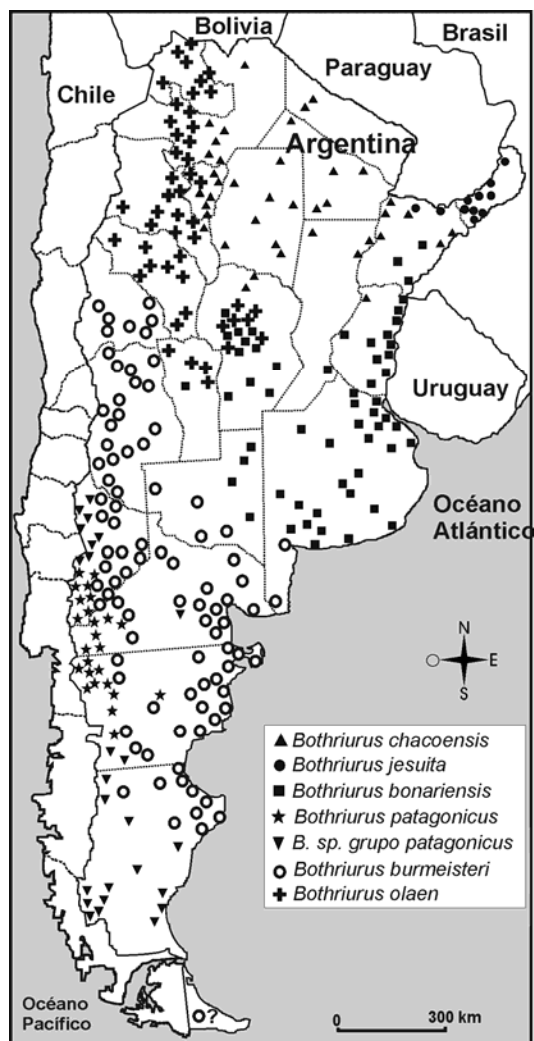 Bolivia
Brasil
Paraguay
Chile
Argentina
Uruguay
Océano
Atlántico
N
O E
S
Bothriurus chacoensis
Bothriurus jesuita
Bothriurus bonariensis
Bothriurus patagonicus
B. sp. grupo patagonicus
Bothriurus burmeisteri
Bothriurus olaen
Océano
Pacífico
?
0 300 km